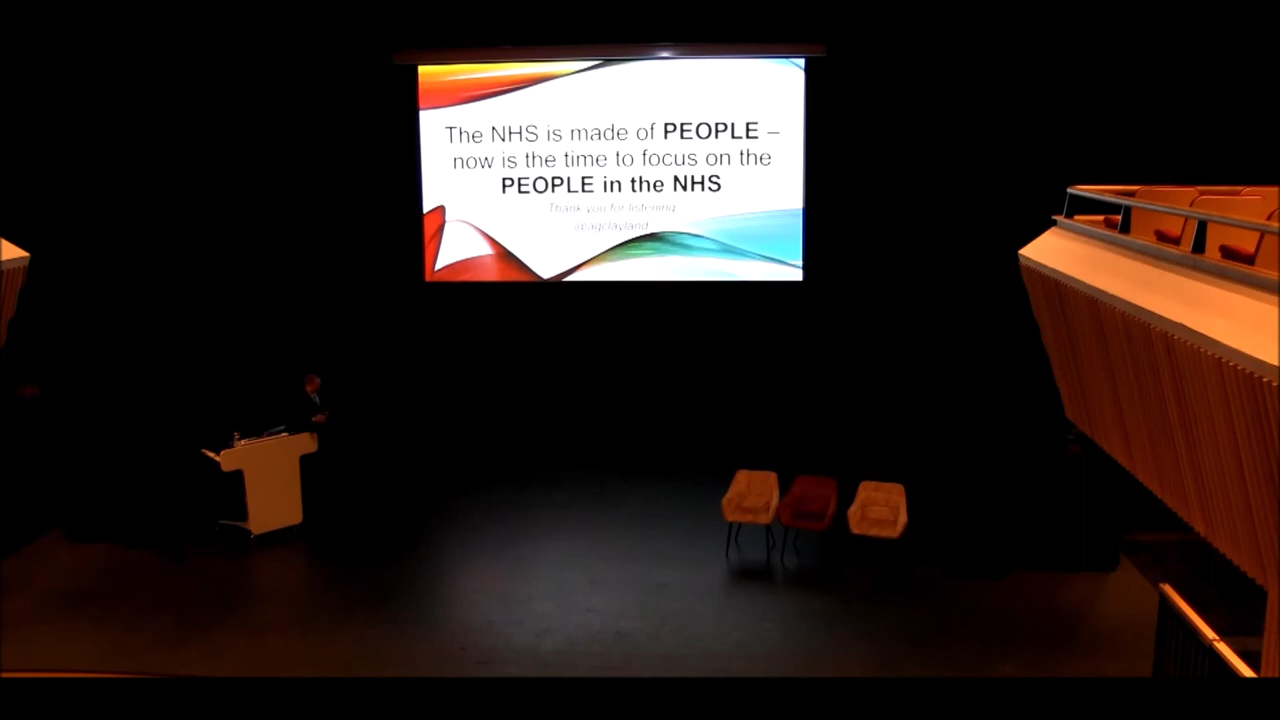 The NHS is made of PEOPLE –
now is the time to focus on the
PEOPLE in the NHS
Thank you for listening
@agclayland